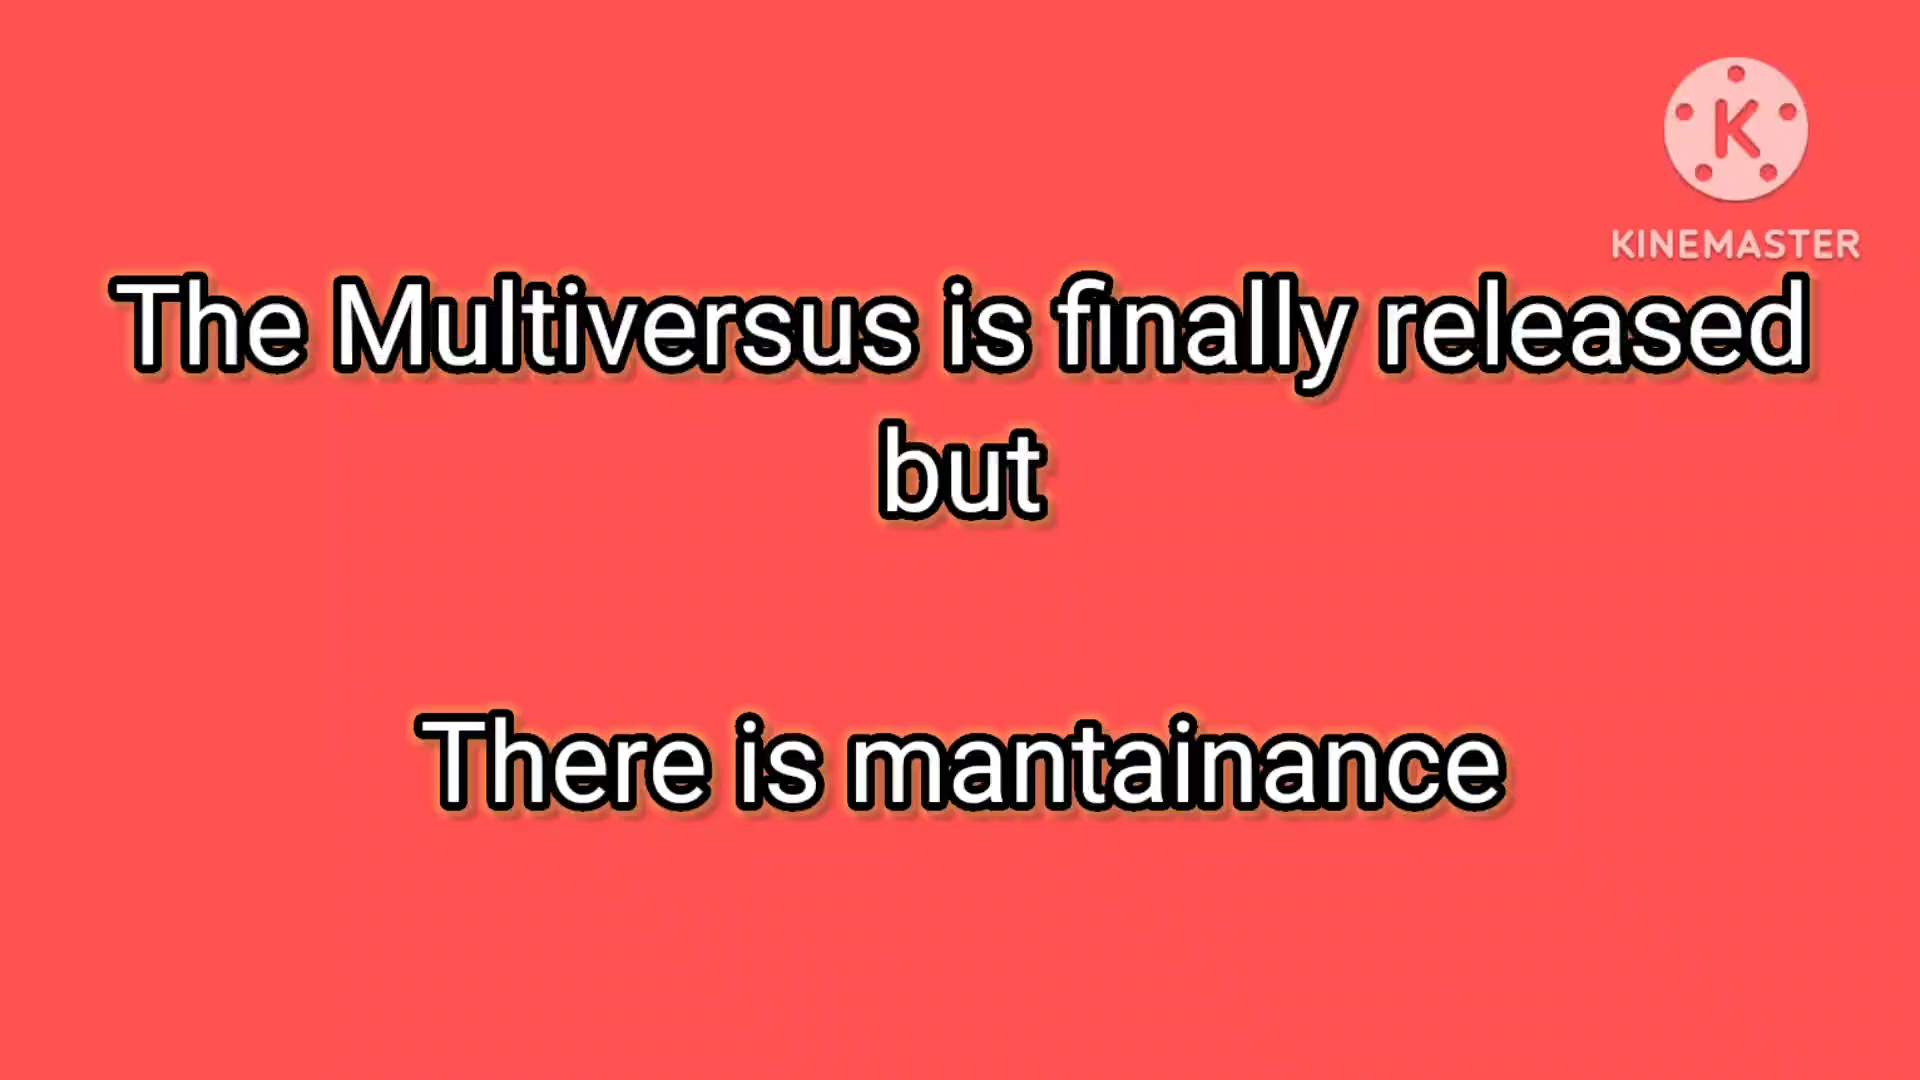 K
KINEMASTER
The Multiversus is finally released
but
There is mantainance